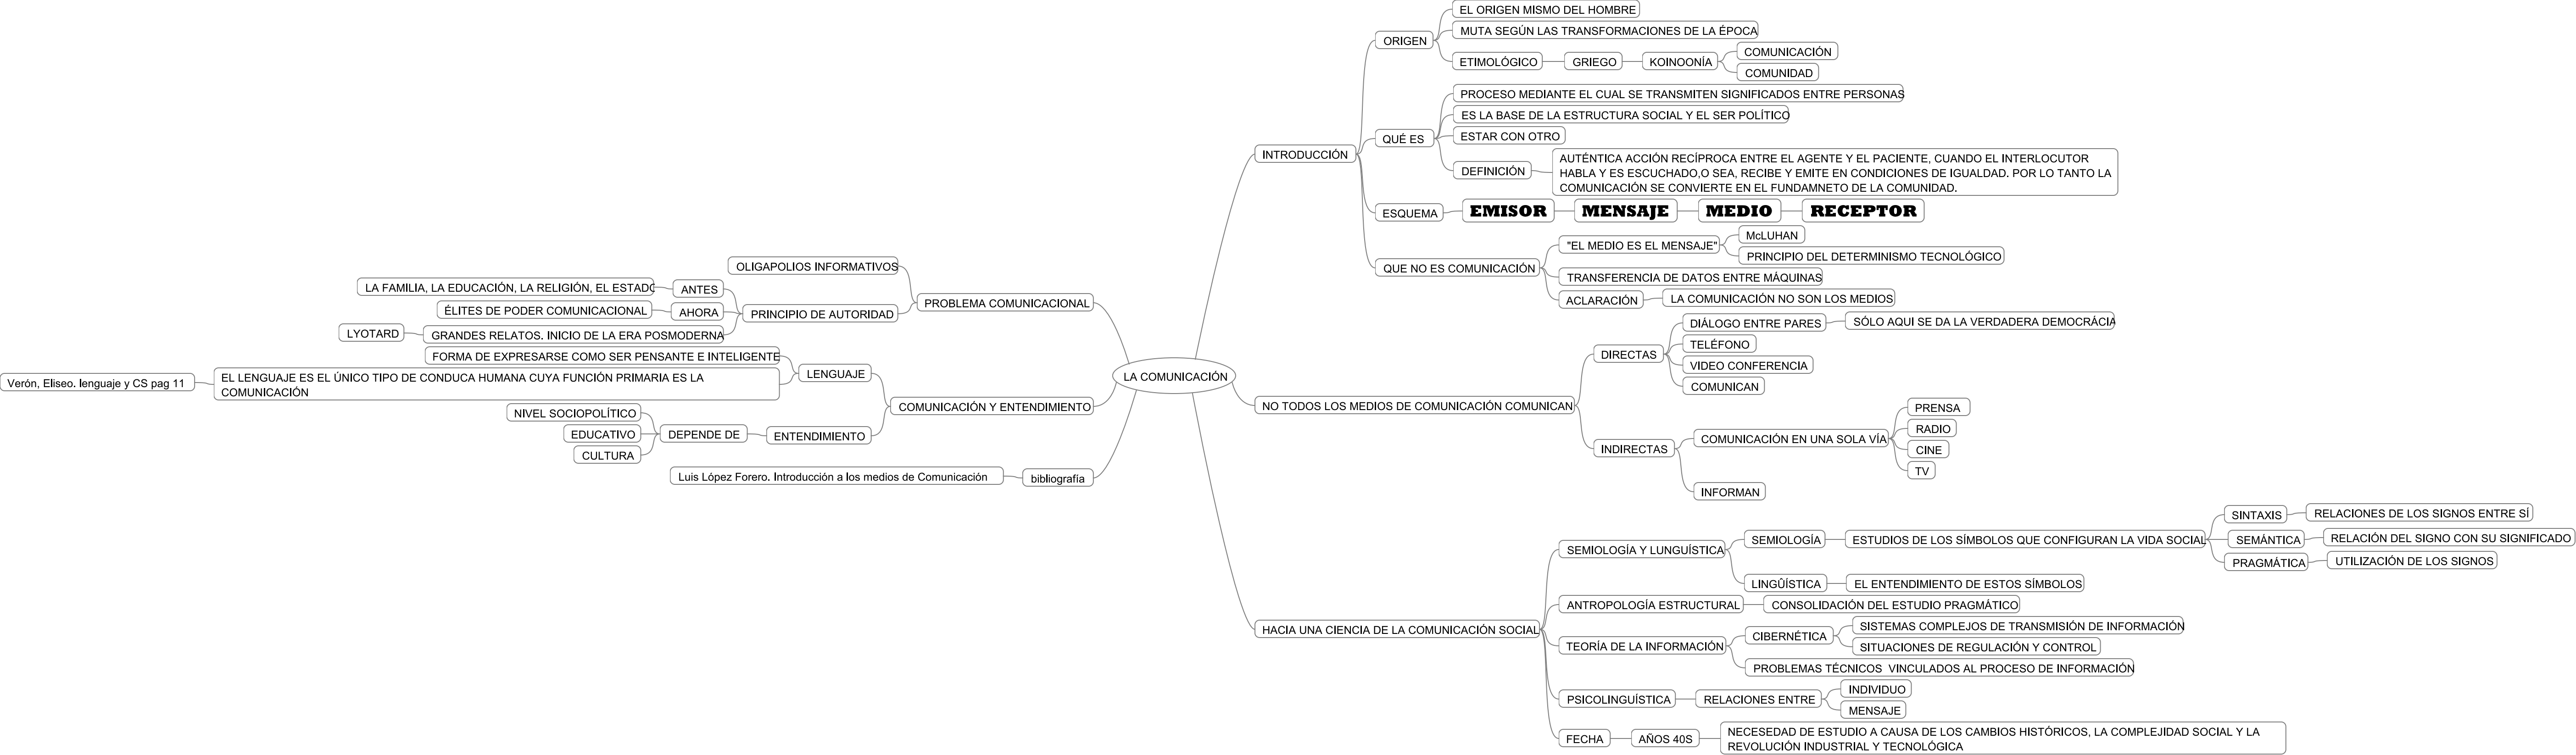 LA COMUNICACIÓN
INTRODUCCIÓN
ORIGEN
EL ORIGEN MISMO DEL HOMBRE
MUTA SEGÚN LAS TRANSFORMACIONES DE LA ÉPOCA
ETIMOLÓGICO
GRIEGO
KOINOONÍA
COMUNICACIÓN
COMUNIDAD
QUÉ ES
PROCESO MEDIANTE EL CUAL SE TRANSMITEN SIGNIFICADOS ENTRE PERSONAS
ES LA BASE DE LA ESTRUCTURA SOCIAL Y EL SER POLÍTICO
ESTAR CON OTRO
DEFINICIÓN
AUTÉNTICA ACCIÓN RECÍPROCA ENTRE EL AGENTE Y EL PACIENTE, CUANDO EL INTERLOCUTOR
HABLA Y ES ESCUCHADO,O SEA, RECIBE Y EMITE EN CONDICIONES DE IGUALDAD. POR LO TANTO LA
COMUNICACIÓN SE CONVIERTE EN EL FUNDAMNETO DE LA COMUNIDAD.
ESQUEMA
EMISOR
MENSAJE
MEDIO
RECEPTOR
QUE NO ES COMUNICACIÓN
"EL MEDIO ES EL MENSAJE"
McLUHAN
PRINCIPIO DEL DETERMINISMO TECNOLÓGICO
TRANSFERENCIA DE DATOS ENTRE MÁQUINAS
ACLARACIÓN
LA COMUNICACIÓN NO SON LOS MEDIOS
NO TODOS LOS MEDIOS DE COMUNICACIÓN COMUNICAN
DIRECTAS
DIÁLOGO ENTRE PARES
SÓLO AQUI SE DA LA VERDADERA DEMOCRÁCIA
TELÉFONO
VIDEO CONFERENCIA
COMUNICAN
INDIRECTAS
COMUNICACIÓN EN UNA SOLA VÍA
PRENSA
RADIO
CINE
TV
INFORMAN
HACIA UNA CIENCIA DE LA COMUNICACIÓN SOCIAL
SEMIOLOGÍA Y LUNGUÍSTICA
SEMIOLOGÍA
ESTUDIOS DE LOS SÍMBOLOS QUE CONFIGURAN LA VIDA SOCIAL
SINTAXIS
RELACIONES DE LOS SIGNOS ENTRE SÍ
SEMÁNTICA
RELACIÓN DEL SIGNO CON SU SIGNIFICADO
PRAGMÁTICA
UTILIZACIÓN DE LOS SIGNOS
LINGÛÍSTICA
EL ENTENDIMIENTO DE ESTOS SÍMBOLOS
ANTROPOLOGÍA ESTRUCTURAL
CONSOLIDACIÓN DEL ESTUDIO PRAGMÁTICO
TEORÍA DE LA INFORMACIÓN
CIBERNÉTICA
SISTEMAS COMPLEJOS DE TRANSMISIÓN DE INFORMACIÓN
SITUACIONES DE REGULACIÓN Y CONTROL
PROBLEMAS TÉCNICOS VINCULADOS AL PROCESO DE INFORMACIÓN
PSICOLINGUÍSTICA
RELACIONES ENTRE
INDIVIDUO
MENSAJE
FECHA
AÑOS 40S
NECESEDAD DE ESTUDIO A CAUSA DE LOS CAMBIOS HISTÓRICOS, LA COMPLEJIDAD SOCIAL Y LA
REVOLUCIÓN INDUSTRIAL Y TECNOLÓGICA
PROBLEMA COMUNICACIONAL
OLIGAPOLIOS INFORMATIVOS
PRINCIPIO DE AUTORIDAD
ANTES
LA FAMILIA, LA EDUCACIÓN, LA RELIGIÓN, EL ESTADO
AHORA
ÉLITES DE PODER COMUNICACIONAL
GRANDES RELATOS. INICIO DE LA ERA POSMODERNA
LYOTARD
COMUNICACIÓN Y ENTENDIMIENTO
LENGUAJE
FORMA DE EXPRESARSE COMO SER PENSANTE E INTELIGENTE
EL LENGUAJE ES EL ÚNICO TIPO DE CONDUCA HUMANA CUYA FUNCIÓN PRIMARIA ES LA
COMUNICACIÓN
Verón, Eliseo. lenguaje y CS pag 11
ENTENDIMIENTO
DEPENDE DE
NIVEL SOCIOPOLÍTICO
EDUCATIVO
CULTURA
bibliografía
Luis López Forero. Introducción a los medios de Comunicación